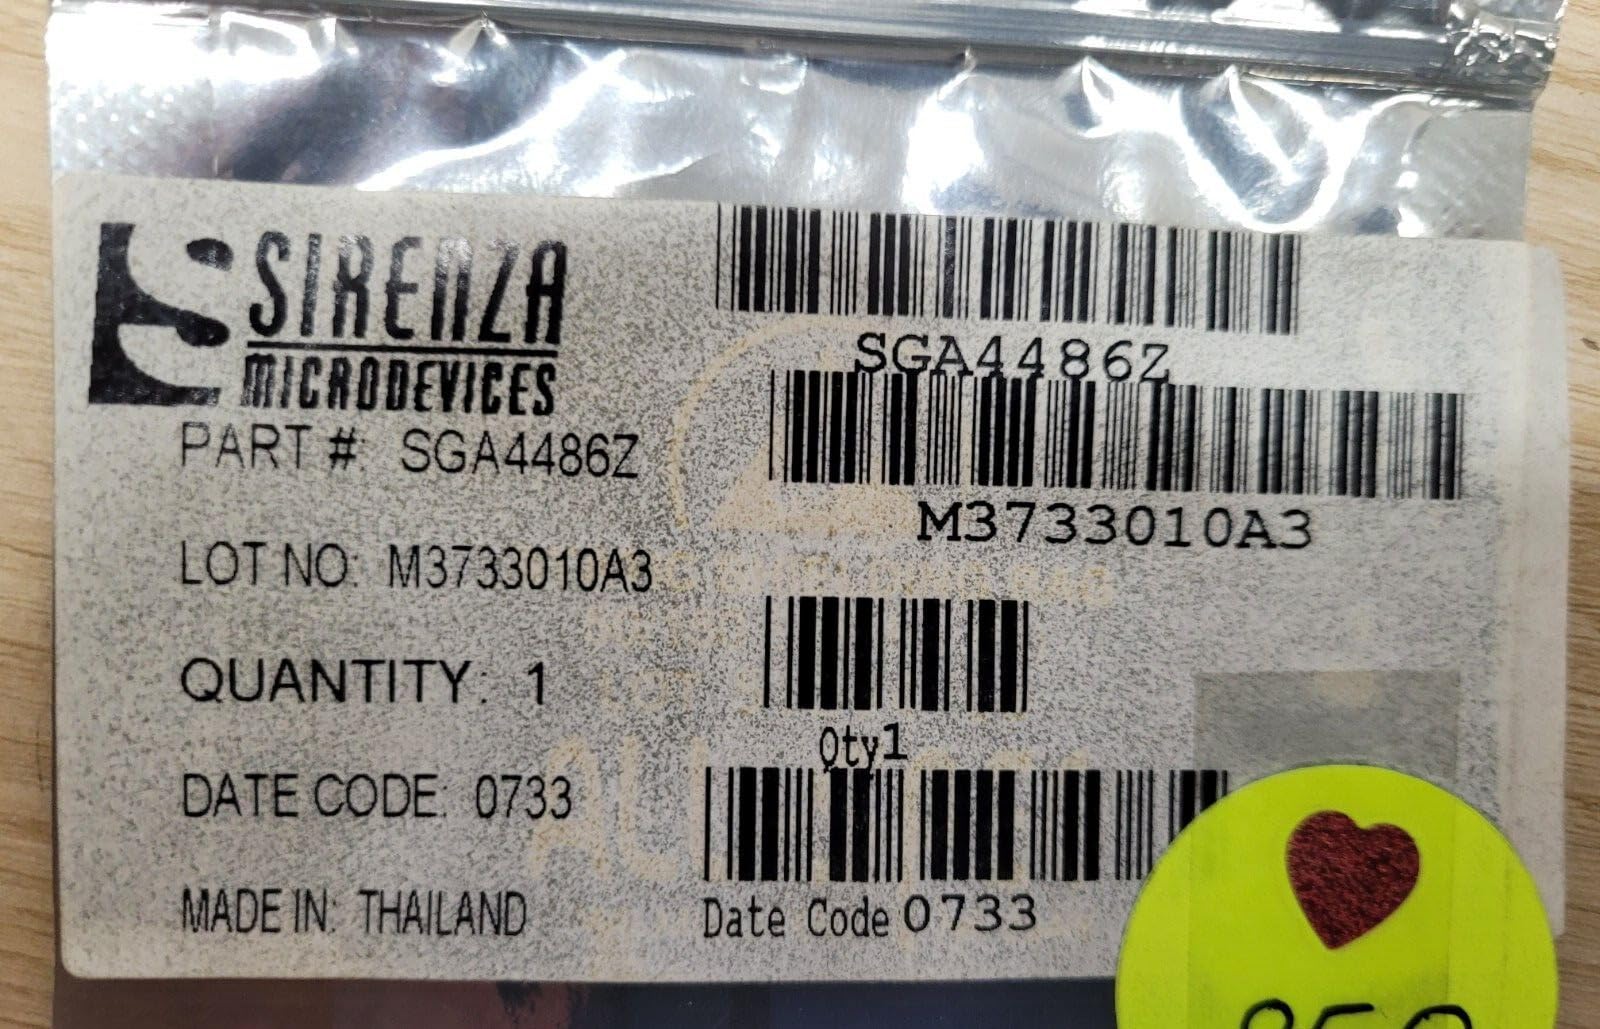 SIRENZA
MICRODEVICES
PART #: SGA4486Z
LOT NO: M3733010A3
QUANTITY: 1
DATE CODE: 0733
MADE IN: THAILAND
SGA4486Z
M3733010A3
Qty1
Date Code 0733